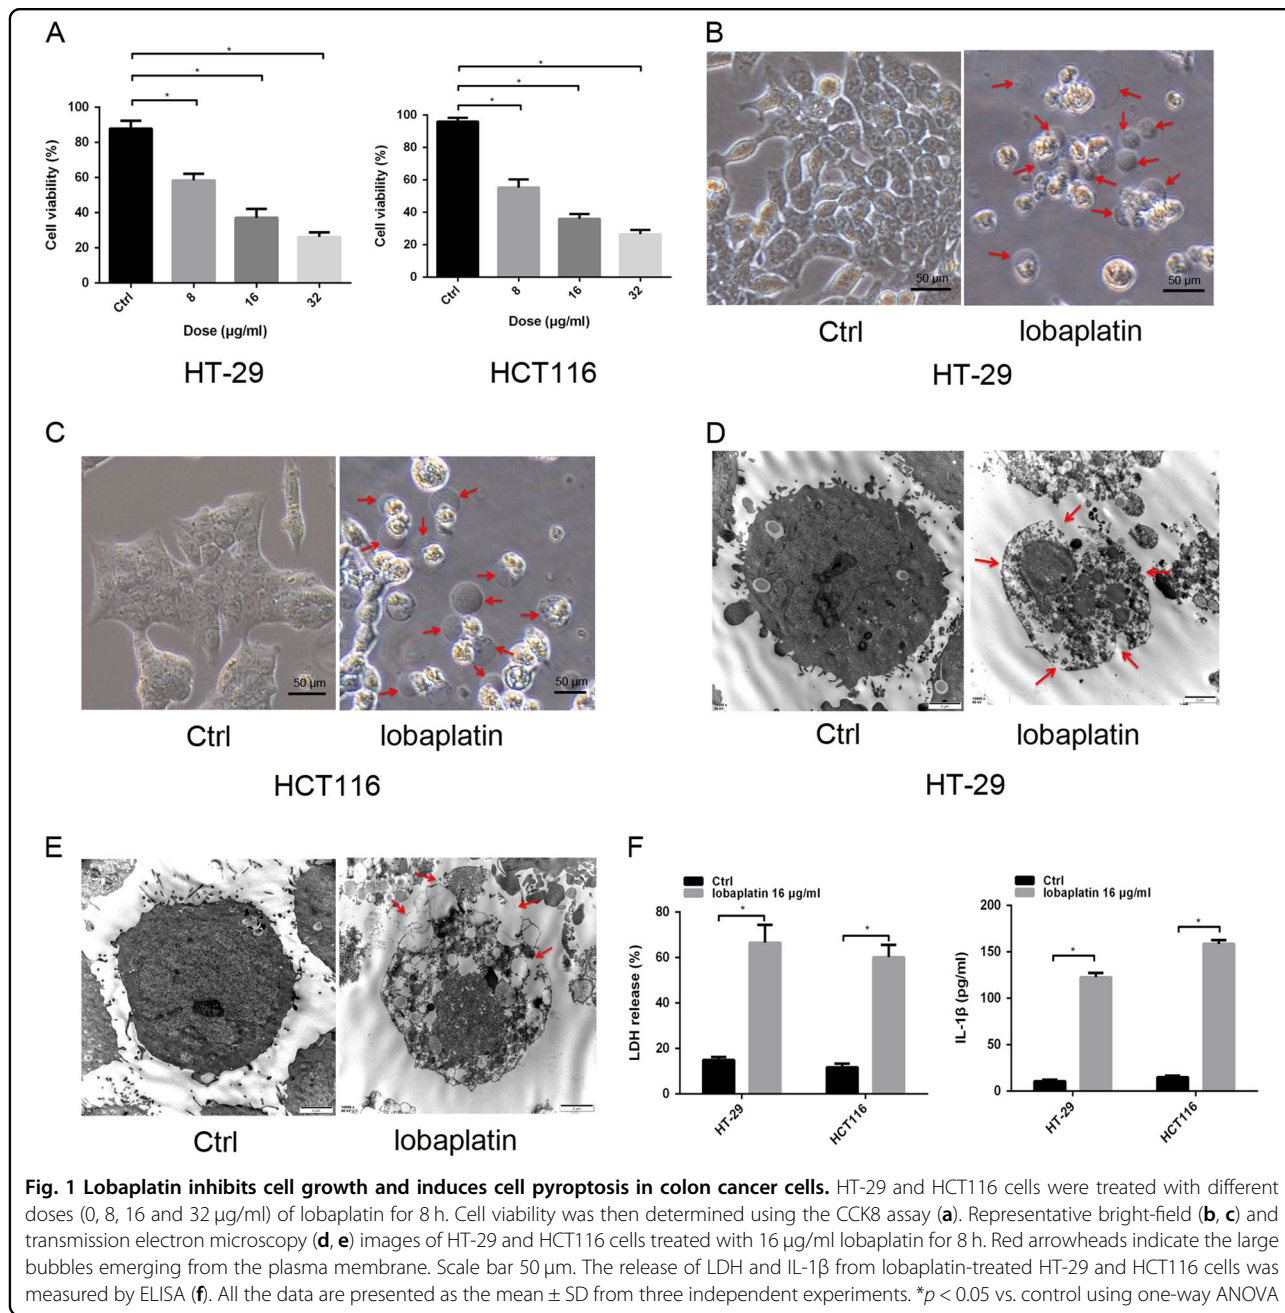 A
*
*
*
100
80
60
40
20
0
Cell viability (%)
Ctrl
8
16
32
Dose (µg/ml)
HT-29
*
*
*
100
80
60
40
20
0
Cell viability (%)
Ctrl
8
16
32
Dose (µg/ml)
HCT116
B
50 µm
50 µm
Ctrl
lobaplatin
HT-29
C
50 µm
50 µm
Ctrl
lobaplatin
HCT116
D
Ctrl
lobaplatin
HT-29
E
Ctrl
lobaplatin
F
Ctrl
lobaplatin 16 µg/ml
80
60
40
20
0
LDH release (%)
*
*
HT-29
HCT116
Ctrl
lobaplatin 16 µg/ml
200
150
100
50
0
IL-1β (pg/ml)
*
*
HT-29
HCT116
Fig. 1 Lobaplatin inhibits cell growth and induces cell pyroptosis in colon cancer cells. HT-29 and HCT116 cells were treated with different
doses (0, 8, 16 and 32 µg/ml) of lobaplatin for 8 h. Cell viability was then determined using the CCK8 assay (a). Representative bright-field (b, c) and
transmission electron microscopy (d, e) images of HT-29 and HCT116 cells treated with 16 µg/ml lobaplatin for 8 h. Red arrowheads indicate the large
bubbles emerging from the plasma membrane. Scale bar 50 µm. The release of LDH and IL-1β from lobaplatin-treated HT-29 and HCT116 cells was
measured by ELISA (f). All the data are presented as the mean ± SD from three independent experiments. *p < 0.05 vs. control using one-way ANOVA